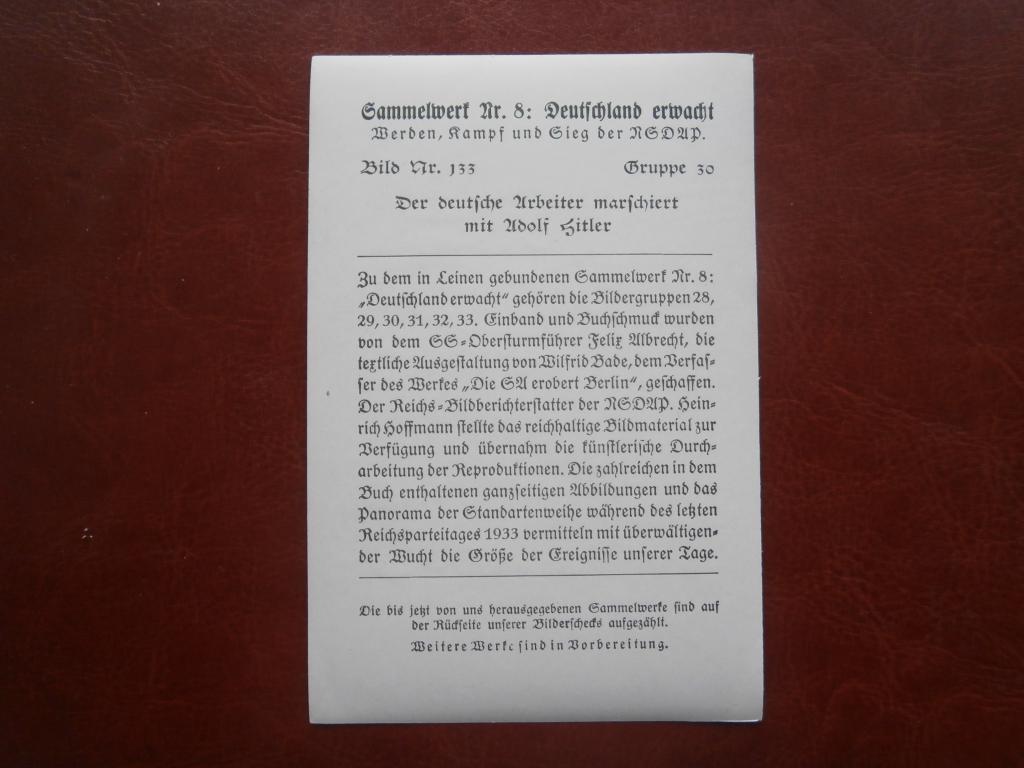 Sammelwerk Nr. 8: Deutschland erwacht
Werden, Kampf und Sieg der NSDAP.
Bild Nr. 133 Gruppe 30
Der deutsche Arbeiter marschiert
mit Adolf Hitler
Zu dem in Leinen gebundenen Sammelwerk Nr. 8:
„Deutschland erwacht“ gehören die Bildergruppen 28,
29, 30, 31, 32, 33. Einband und Buchschmuck wurden
von dem SS-Obersturmführer Felix Albrecht, die
textliche Ausgestaltung von Wilfrid Bade, dem Verfas-
ser des Werkes „Die SA erobert Berlin“, geschaffen.
Der Reichs-Bildberichterstatter der NSDAP. Hein-
rich Hoffmann stellte das reichhaltige Bildmaterial zur
Verfügung und übernahm die künstlerische Durch-
arbeitung der Reproduktionen. Die zahlreichen in dem
Buch enthaltenen ganzseitigen Abbildungen und das
Panorama der Standartenweihe während des letzten
Reichsparteitages 1933 vermitteln mit überwältigen-
der Wucht die Größe der Ereignisse unserer Tage.
Die bis jetzt von uns herausgegebenen Sammelwerke sind auf
der Rückseite unserer Bilderschecks aufgezählt.
Weitere Werke sind in Vorbereitung.